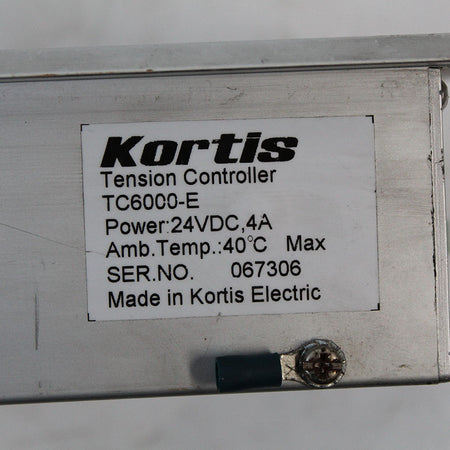 Kortis
Tension Controller
TC6000-E
Power:24VDC,4A
Amb.Temp.:40℃ Max
SER.NO. 067306
Made in Kortis Electric